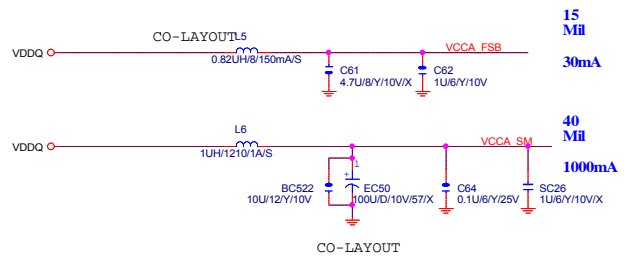 15
Mil
CO-LAYOUT
L5
VDDQ
VCCA_FSB
0.82UH/8/150mA/S
30mA
C61
4.7U/8/Y/10V/X
C62
1U/6/Y/10V
40
Mil
L6
VDDQ
VCCA_SM
1UH/1210/1A/S
1000mA
1
+
BC522
10U/12/Y/10V
EC50
100U/D/10V/57/X
C64
0.1U/6/Y/25V
SC26
1U/6/Y/10V/X
CO-LAYOUT